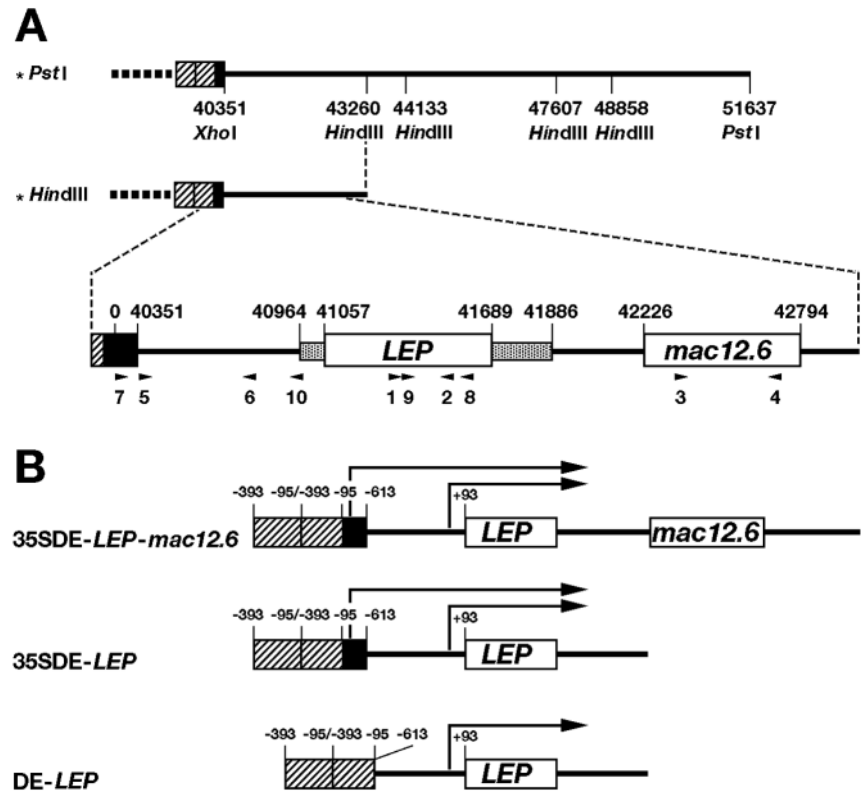 A
* PstI
40351 43260 44133 47607 48858 51637
XhoI HindIII HindIII HindIII HindIII PstI
* HindIII
0 40351 40964 41057 41689 41886 42226 42794
LEP mac12.6
7 5 6 10 1 9 2 8 3 4
B
-393 -95/-393 -95 -613 +93
35SDE-LEP-mac12.6 LEP mac12.6
-393 -95/-393 -95 -613 +93
35SDE-LEP LEP
-393 -95/-393 -95 -613 +93
DE-LEP LEP